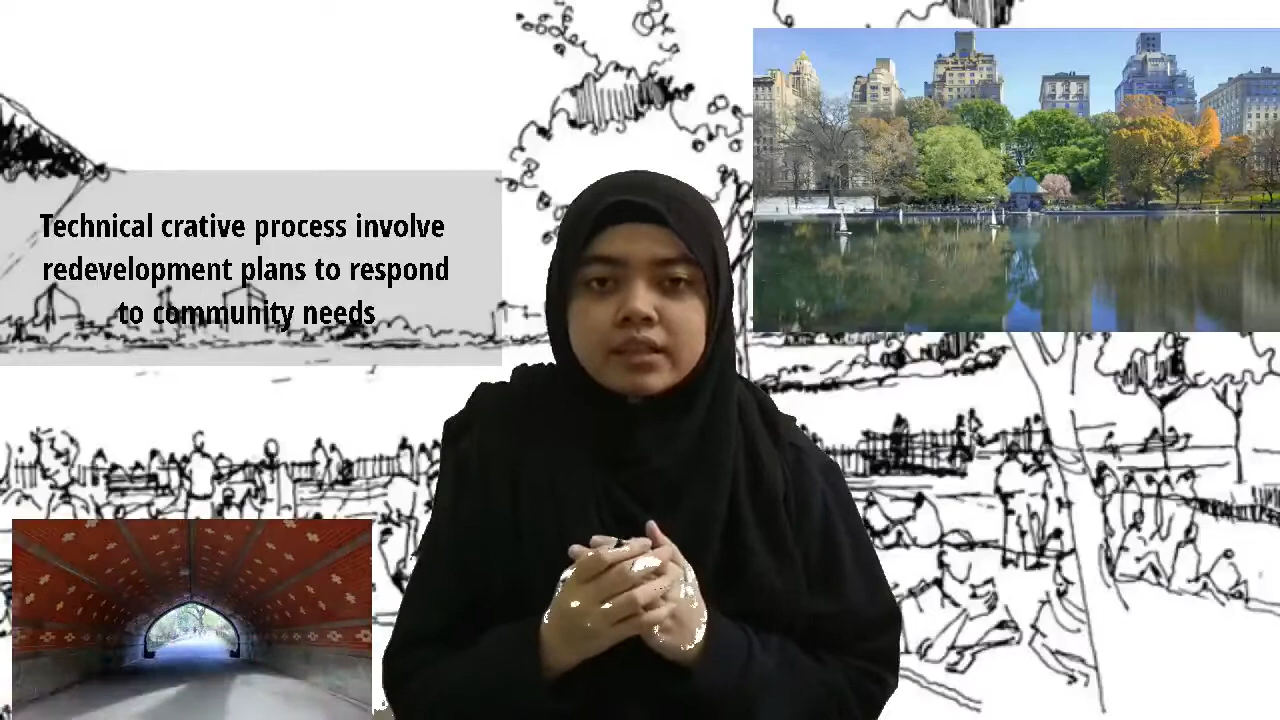 Technical crative process involve
redevelopment plans to respond
to community needs